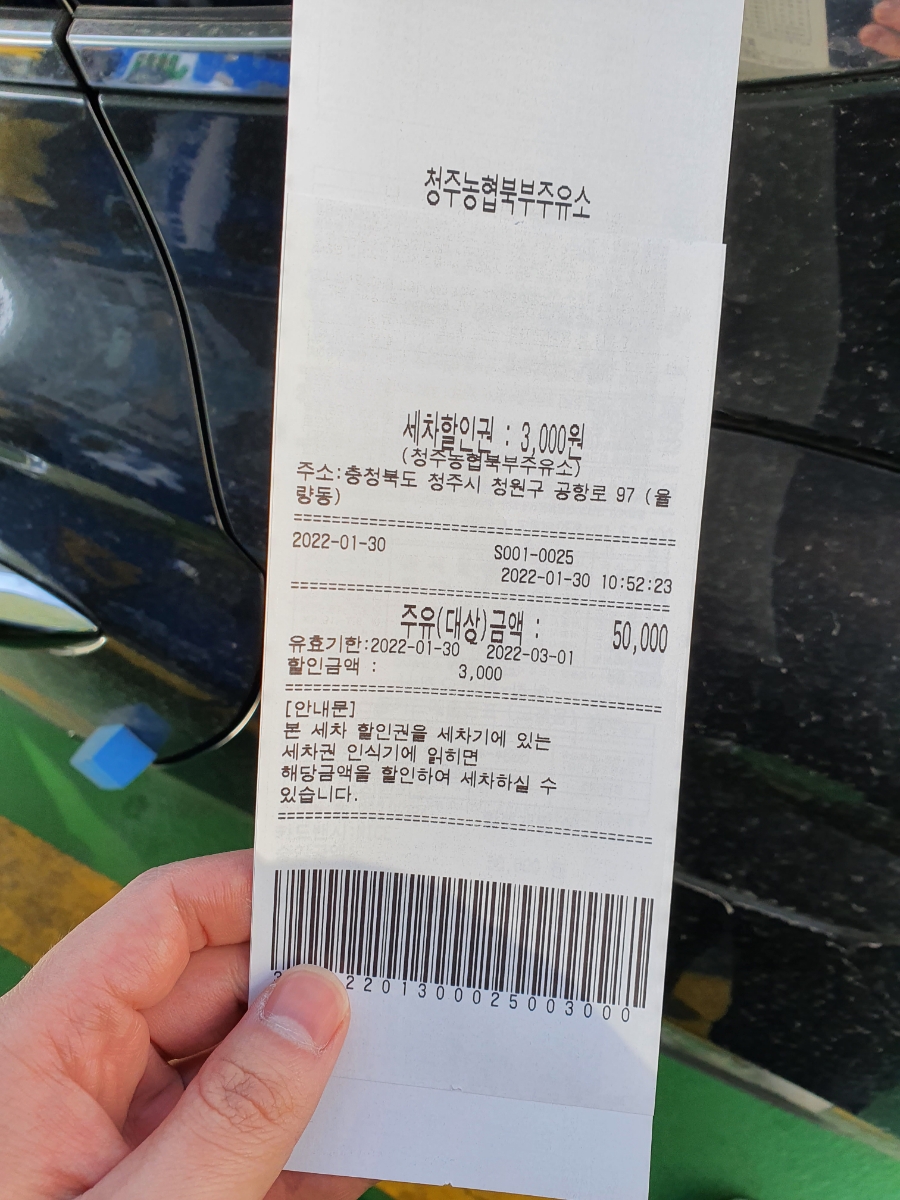 청주농협북부주유소
세차할인권 : 3,000원
(청주농협북부주유소)
주소:충청북도 청주시 청원구 공항로 97 (율
량동)
2022-01-30 S001-0025
2022-01-30 10:52:23
주유(대상)금액 : 50,000
유효기한:2022-01-30 2022-03-01
할인금액 : 3,000
[안내문]
본 세차 할인권을 세차기에 있는
세차권 인식기에 읽히면
해당금액을 할인하여 세차하실 수
있습니다.
2201300025003000